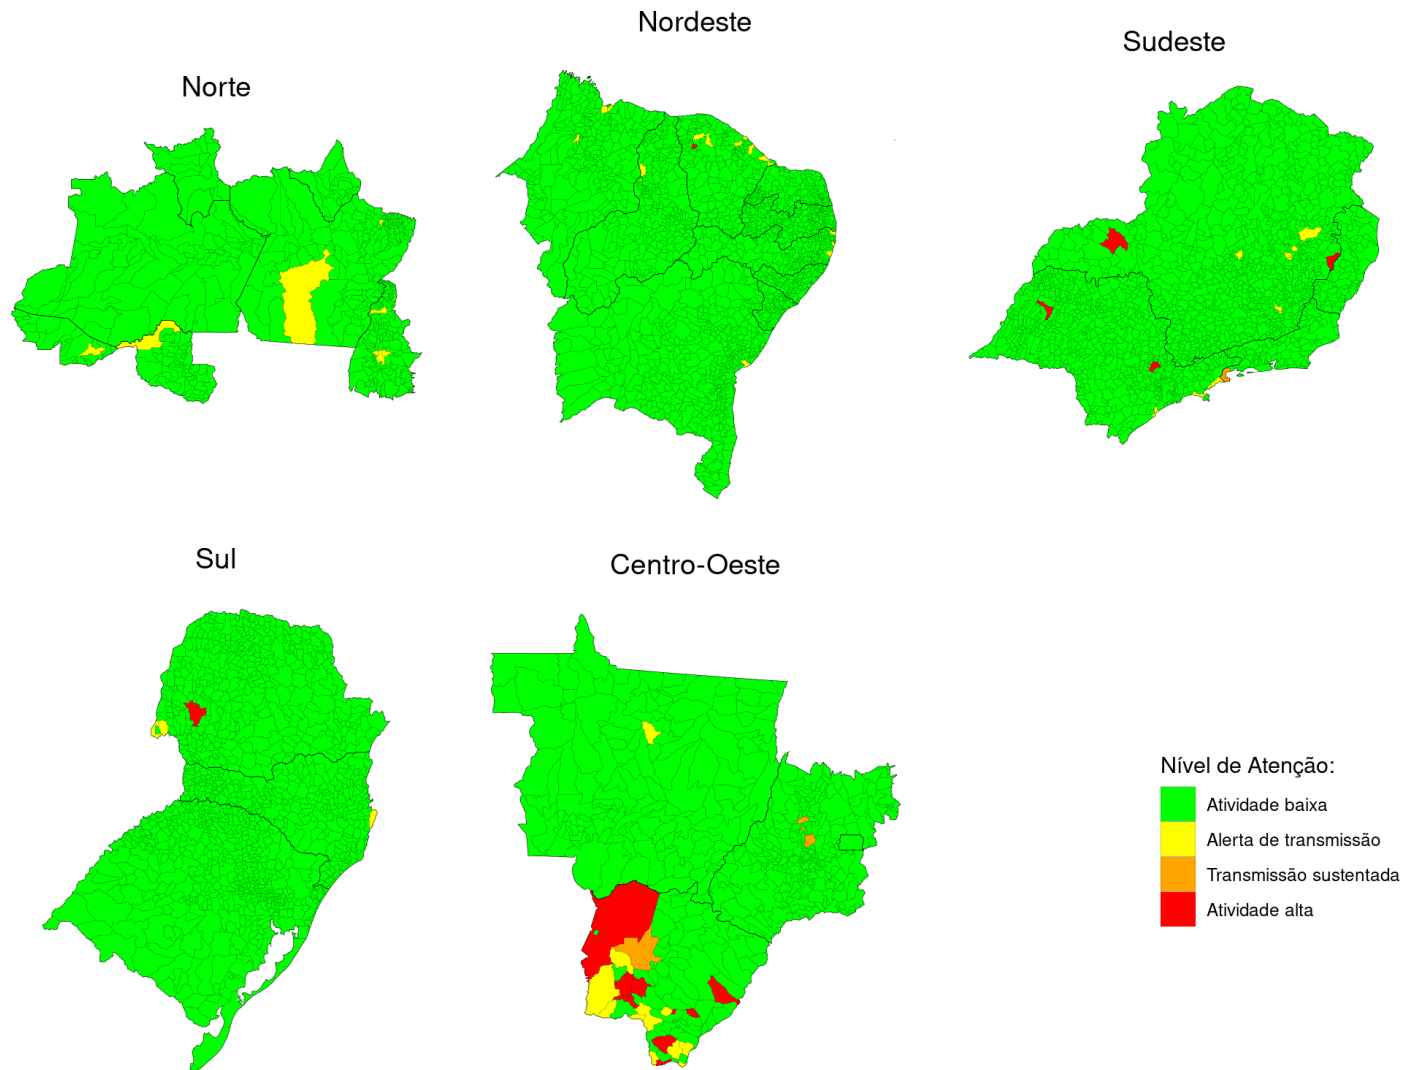 Nordeste
Sudeste
Norte
Sul
Centro-Oeste
Nível de Atenção:
Atividade baixa
Alerta de transmissão
Transmissão sustentada
Atividade alta